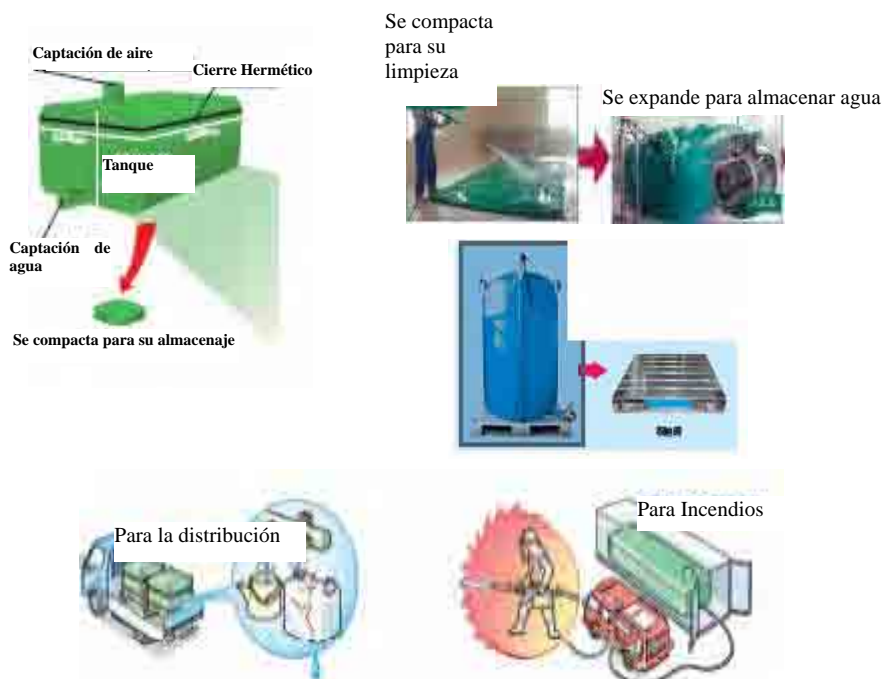 Captación de aire
Cierre Hermético
Tanque
Captación de
agua
Se compacta para su almacenaje
Se compacta
para su
limpieza
Se expande para almacenar agua
Para la distribución
Para Incendios